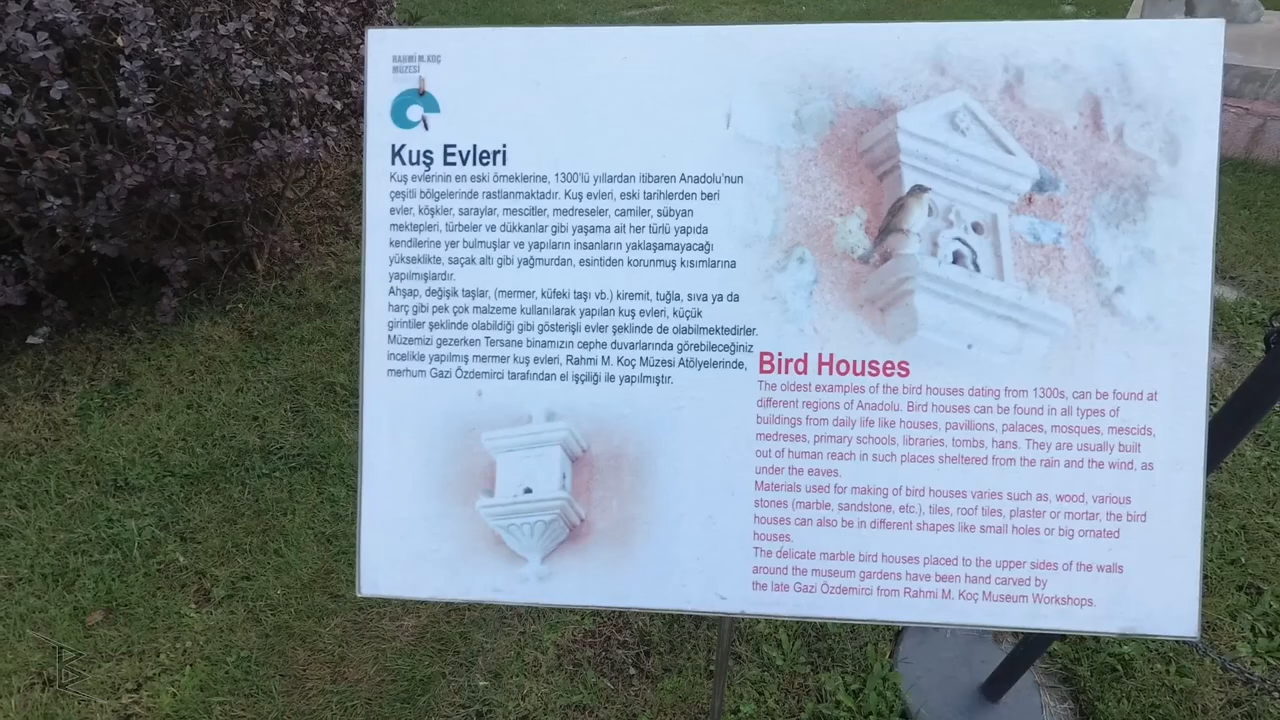 RAHMİ M. KOÇ
MÜZESİ
Kuş Evleri
Kuş evlerinin en eski örneklerine, 1300'lü yıllardan itibaren Anadolu'nun
çeşitli bölgelerinde rastlanmaktadır. Kuş evleri, eski tarihlerden beri
evler, köşkler, saraylar, mescitler, medreseler, camiler, sübyan
mektepleri, türbeler ve dükkanlar gibi yaşama ait her türlü yapıda
kendilerine yer bulmuşlar ve yapıların insanların yaklaşamayacağı
yükseklikte, saçak altı gibi yağmurdan, esintiden korunmuş kısımlarına
yapılmışlardır.
Ahşap, değişik taşlar, (mermer, küfeki taşı vb.) kiremit, tuğla, sıva ya da
harç gibi pek çok malzeme kullanılarak yapılan kuş evleri, küçük
girintiler şeklinde olabildiği gibi gösterişli evler şeklinde de olabilmektedirler.
Müzemizi gezerken Tersane binamızın cephe duvarlarında görebileceğiniz
incelikle yapılmış mermer kuş evleri, Rahmi M. Koç Müzesi Atölyelerinde,
merhum Gazi Özdemirci tarafından el işçiliği ile yapılmıştır.
Bird Houses
The oldest examples of the bird houses dating from 1300s, can be found at
different regions of Anadolu. Bird houses can be found in all types of
buildings from daily life like houses, pavillions, palaces, mosques, mescids,
medreses, primary schools, libraries, tombs, hans. They are usually built
out of human reach in such places sheltered from the rain and the wind, as
under the eaves.
Materials used for making of bird houses varies such as, wood, various
stones (marble, sandstone, etc.), tiles, roof tiles, plaster or mortar, the bird
houses can also be in different shapes like small holes or big ornated
houses.
The delicate marble bird houses placed to the upper sides of the walls
around the museum gardens have been hand carved by
the late Gazi Özdemirci from Rahmi M. Koç Museum Workshops.